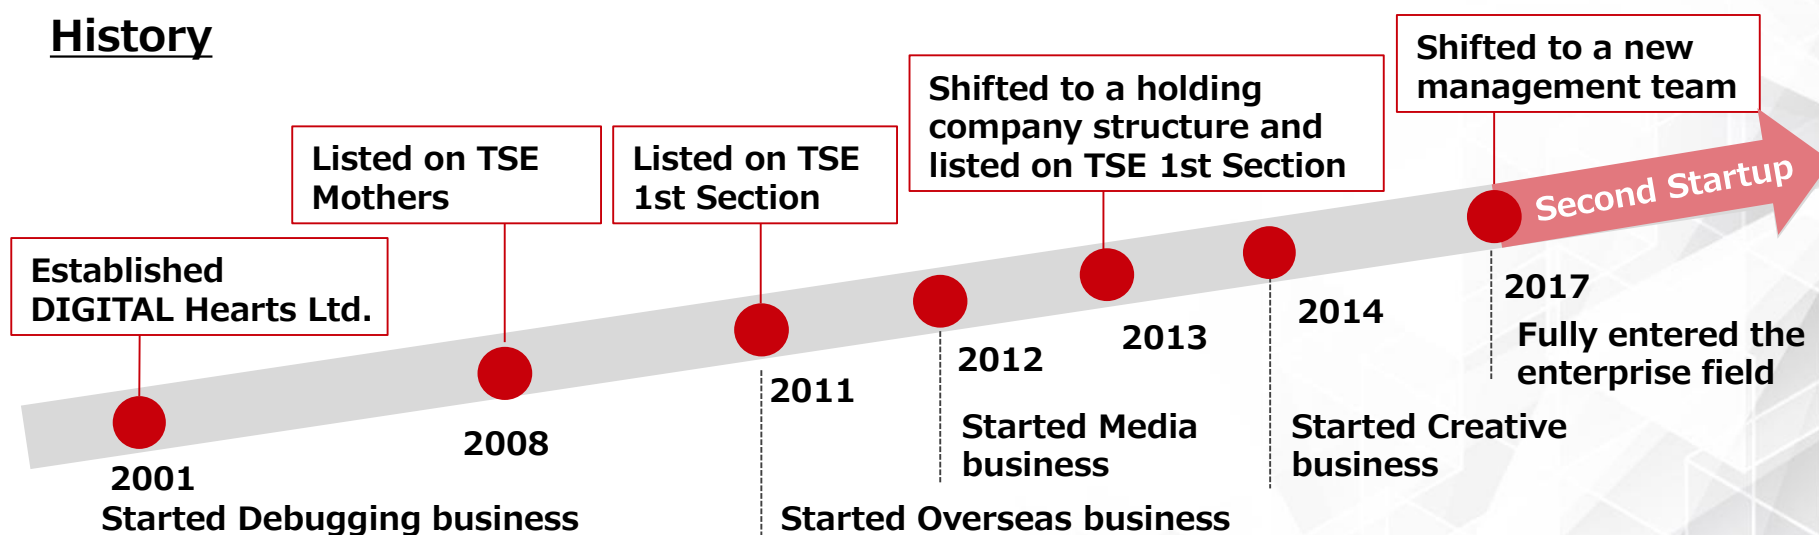 History
Established
DIGITAL Hearts Ltd.
2001
Started Debugging business
Listed on TSE
Mothers
2008
Listed on TSE
1st Section
2011
Started Overseas business
2012
Started Media
business
Shifted to a holding
company structure and
listed on TSE 1st Section
2013
2014
Started Creative
business
Shifted to a new
management team
2017
Fully entered the
enterprise field
Second Startup